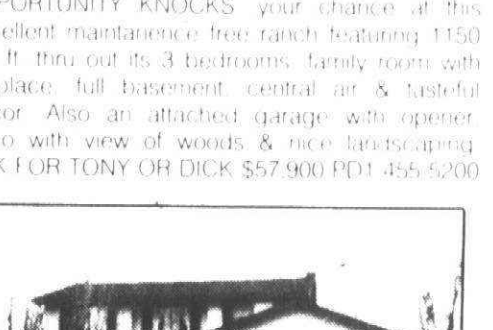 PORTUNITY KNOCKS your chance at this
ellent maintanence free ranch featuring 1150
ft. thru out its 3 bedrooms, family room with
place, full basement, central air & tasteful
or. Also an attached garage with opener,
o with view of woods & nice landscaping.
K FOR TONY OR DICK $57,900 PD1 455-5200